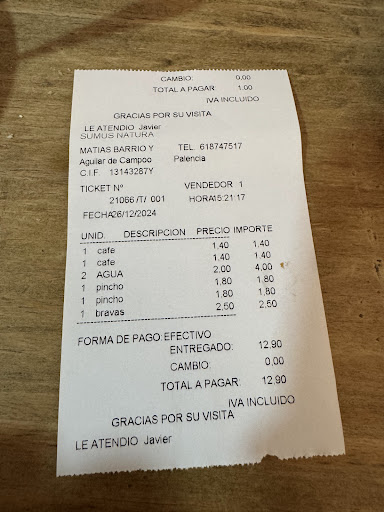 CAMBIO: 0,00
TOTAL A PAGAR: 1.00
IVA INCLUIDO
GRACIAS POR SU VISITA
LE ATENDIO Javier
SUMUS NATURA
MATIAS BARRIO Y TEL. 618747517
Aguilar de Campoo Palencia
C.I.F. 13143287Y
TICKET Nº VENDEDOR 1
21066 /T/ 001 HORA15:21:17
FECHA26/12/2024
UNID. DESCRIPCION PRECIO IMPORTE
1 cafe 1,40 1,40
1 cafe 1,40 1,40
2 AGUA 2,00 4,00
1 pincho 1,80 1,80
1 pincho 1,80 1,80
1 bravas 2,50 2,50
FORMA DE PAGO:EFECTIVO
ENTREGADO: 12,90
CAMBIO: 0,00
TOTAL A PAGAR: 12,90
IVA INCLUIDO
GRACIAS POR SU VISITA
LE ATENDIO Javier